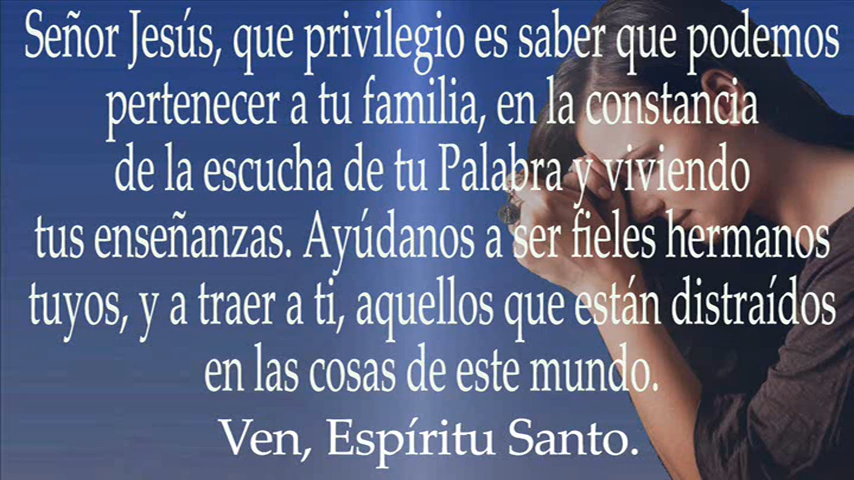 Señor Jesús, que privilegio es saber que podemos
pertenecer a tu familia, en la constancia
de la escucha de tu Palabra y viviendo
tus enseñanzas. Ayúdanos a ser fieles hermanos
tuyos, y a traer a ti, aquellos que están distraídos
en las cosas de este mundo.
Ven, Espíritu Santo.